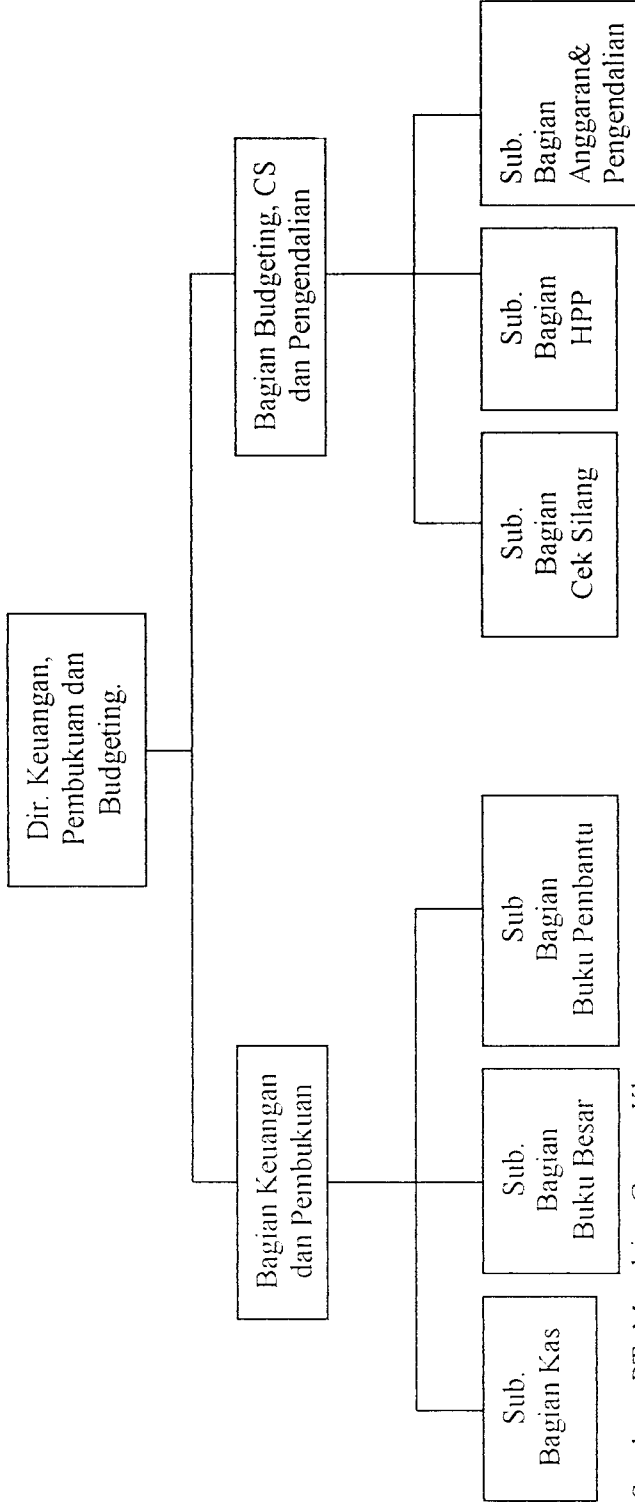 Dir. Keuangan,
Pembukuan dan
Budgeting.
Bagian Keuangan
dan Pembukuan
Bagian Budgeting, CS
dan Pengendalian
Sub.
Bagian Kas
Sub.
Bagian
Buku Besar
Sub
Bagian
Buku Pembantu
Sub.
Bagian
Cek Silang
Sub.
Bagian
HPP
Sub.
Bagian
Anggaran&
Pengendalian